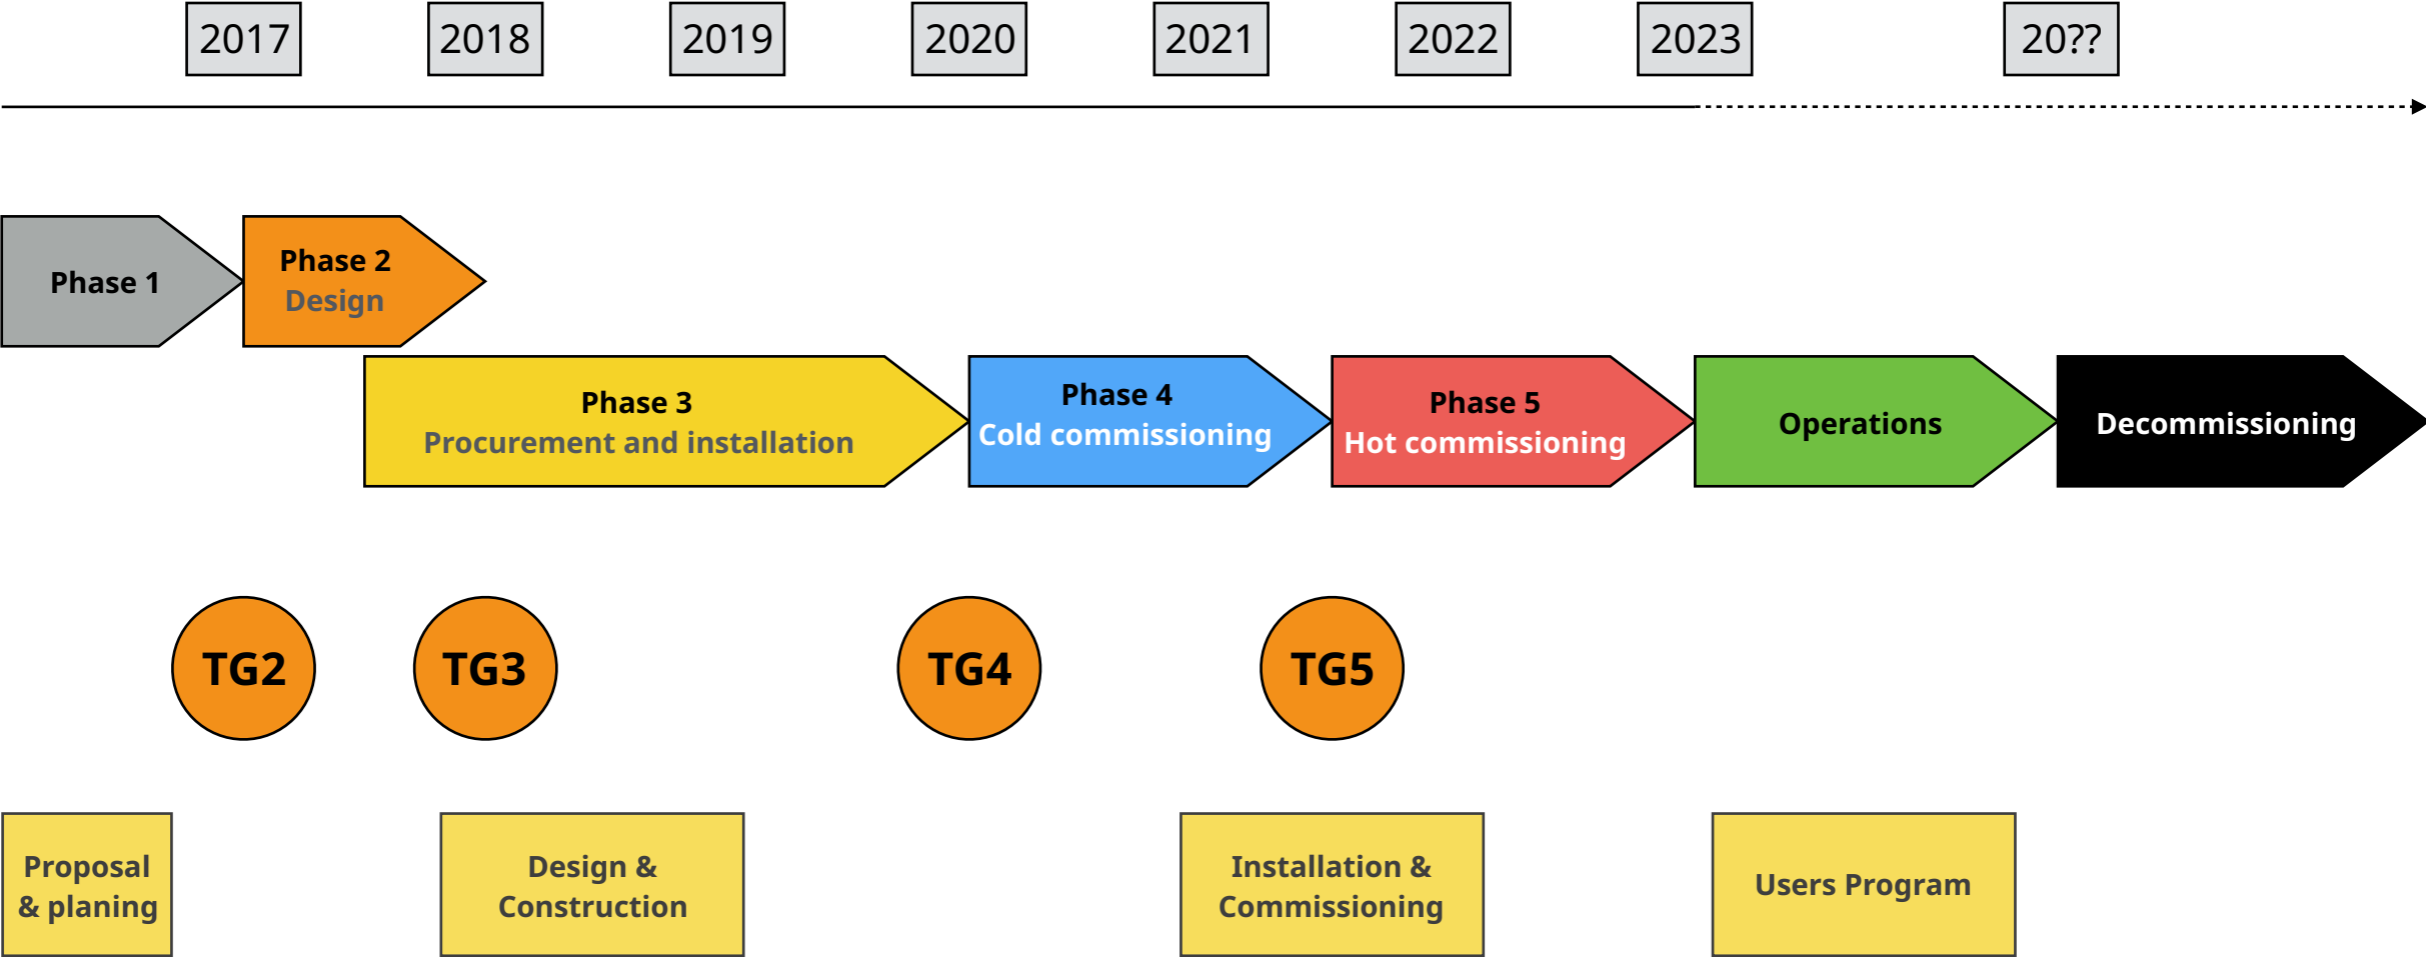 2017 2018 2019 2020 2021 2022 2023 20??
Phase 1
Phase 2
Design
Phase 3
Procurement and installation
Phase 4
Cold commissioning
Phase 5
Hot commissioning
Operations
Decommissioning
TG2 TG3 TG4 TG5
Proposal
& planing
Design &
Construction
Installation &
Commissioning
Users Program